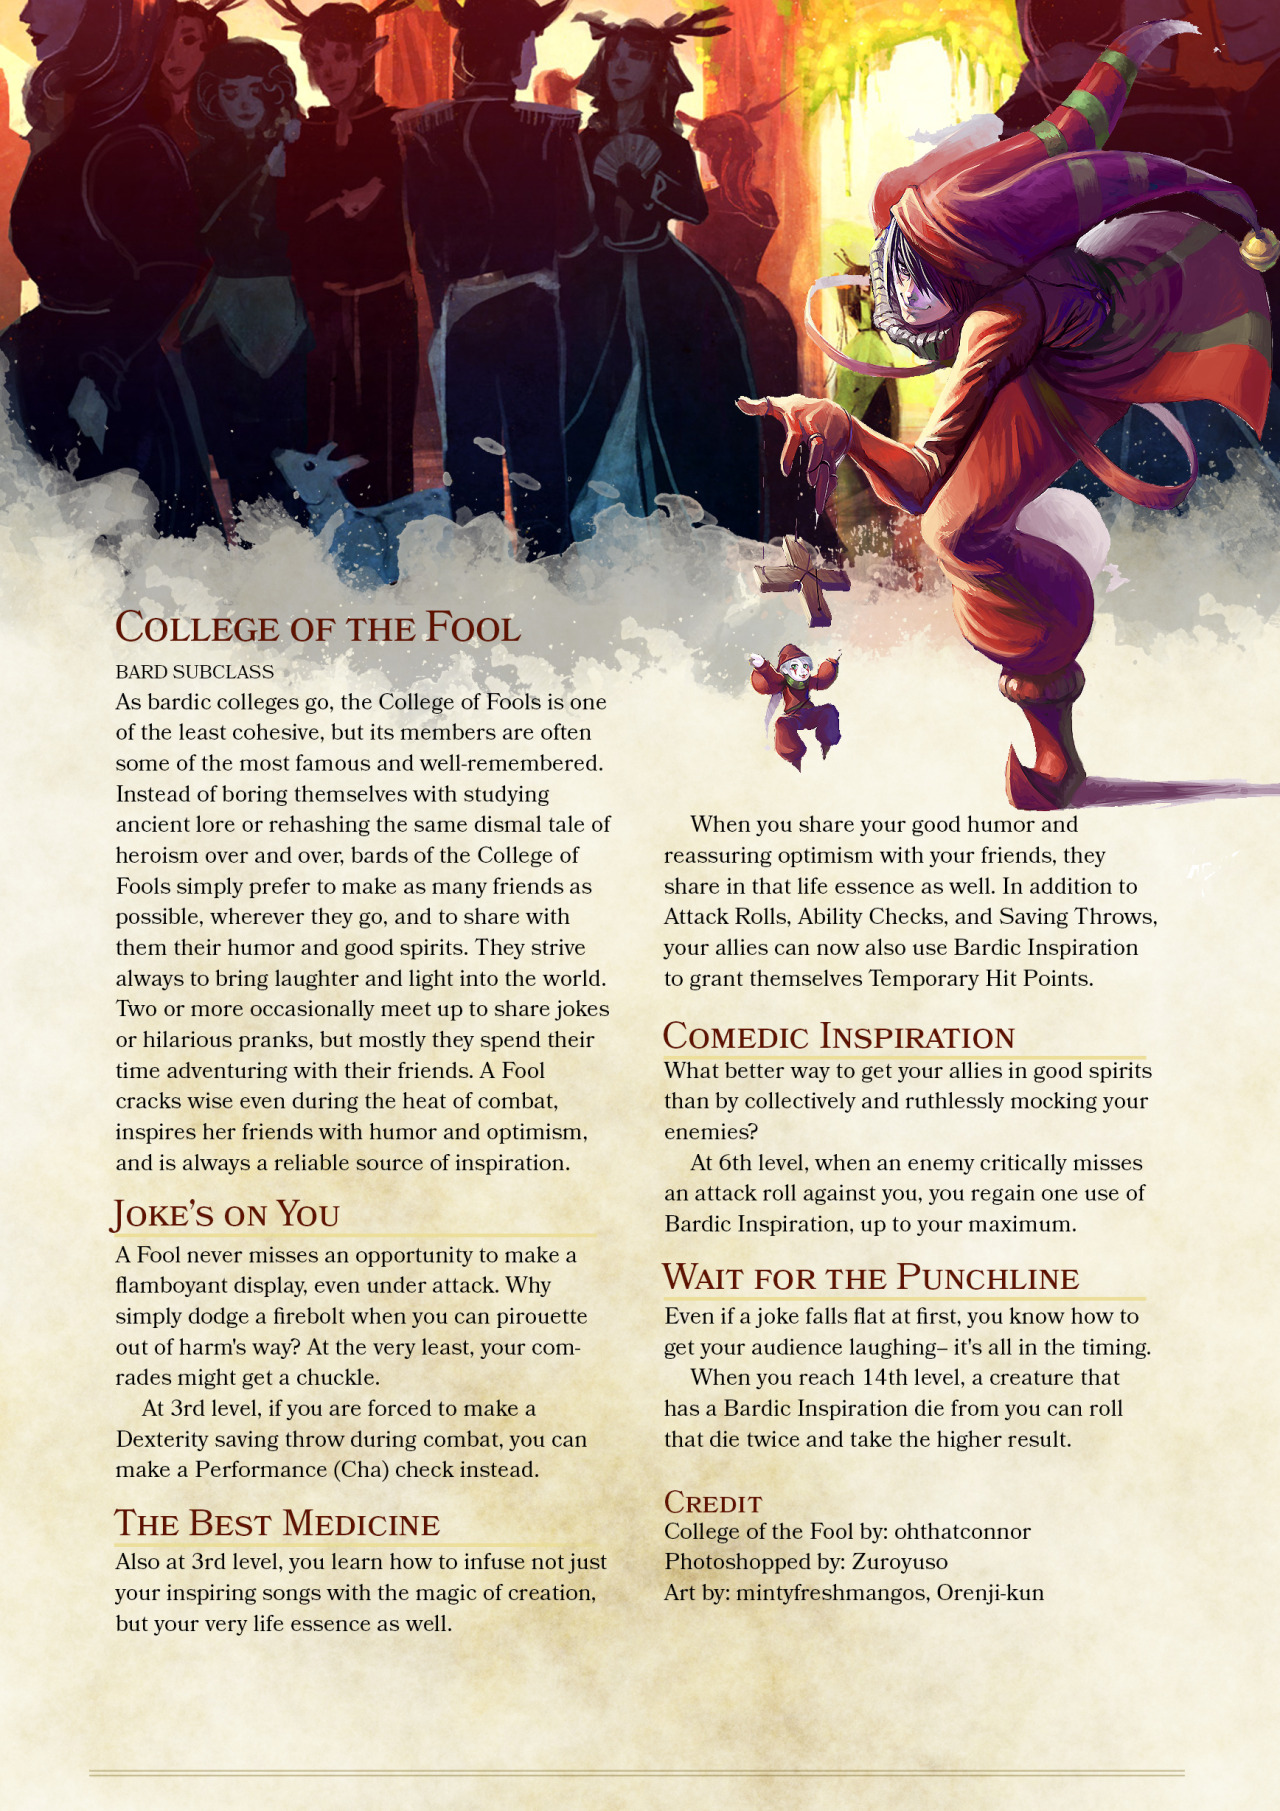 College of the Fool
BARD SUBCLASS
As bardic colleges go, the College of Fools is one
of the least cohesive, but its members are often
some of the most famous and well-remembered.
Instead of boring themselves with studying
ancient lore or rehashing the same dismal tale of
heroism over and over, bards of the College of
Fools simply prefer to make as many friends as
possible, wherever they go, and to share with
them their humor and good spirits. They strive
always to bring laughter and light into the world.
Two or more occasionally meet up to share jokes
or hilarious pranks, but mostly they spend their
time adventuring with their friends. A Fool
cracks wise even during the heat of combat,
inspires her friends with humor and optimism,
and is always a reliable source of inspiration.
Joke's on You
A Fool never misses an opportunity to make a
flamboyant display, even under attack. Why
simply dodge a firebolt when you can pirouette
out of harm's way? At the very least, your com-
rades might get a chuckle.
At 3rd level, if you are forced to make a
Dexterity saving throw during combat, you can
make a Performance (Cha) check instead.
The Best Medicine
Also at 3rd level, you learn how to infuse not just
your inspiring songs with the magic of creation,
but your very life essence as well.
When you share your good humor and
reassuring optimism with your friends, they
share in that life essence as well. In addition to
Attack Rolls, Ability Checks, and Saving Throws,
your allies can now also use Bardic Inspiration
to grant themselves Temporary Hit Points.
Comedic Inspiration
What better way to get your allies in good spirits
than by collectively and ruthlessly mocking your
enemies?
At 6th level, when an enemy critically misses
an attack roll against you, you regain one use of
Bardic Inspiration, up to your maximum.
Wait for the Punchline
Even if a joke falls flat at first, you know how to
get your audience laughing– it's all in the timing.
When you reach 14th level, a creature that
has a Bardic Inspiration die from you can roll
that die twice and take the higher result.
Credit
College of the Fool by: ohthatconnor
Photoshopped by: Zuroyuso
Art by: mintyfreshmangos, Orenji-kun